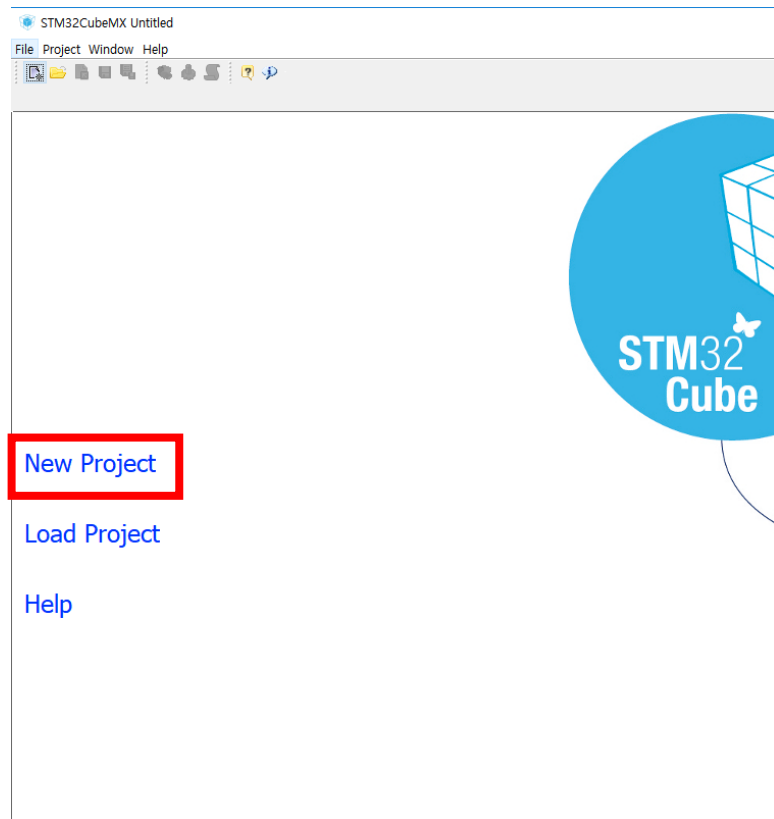 STM32CubeMX Untitled
File Project Window Help
STM32
Cube
New Project
Load Project
Help